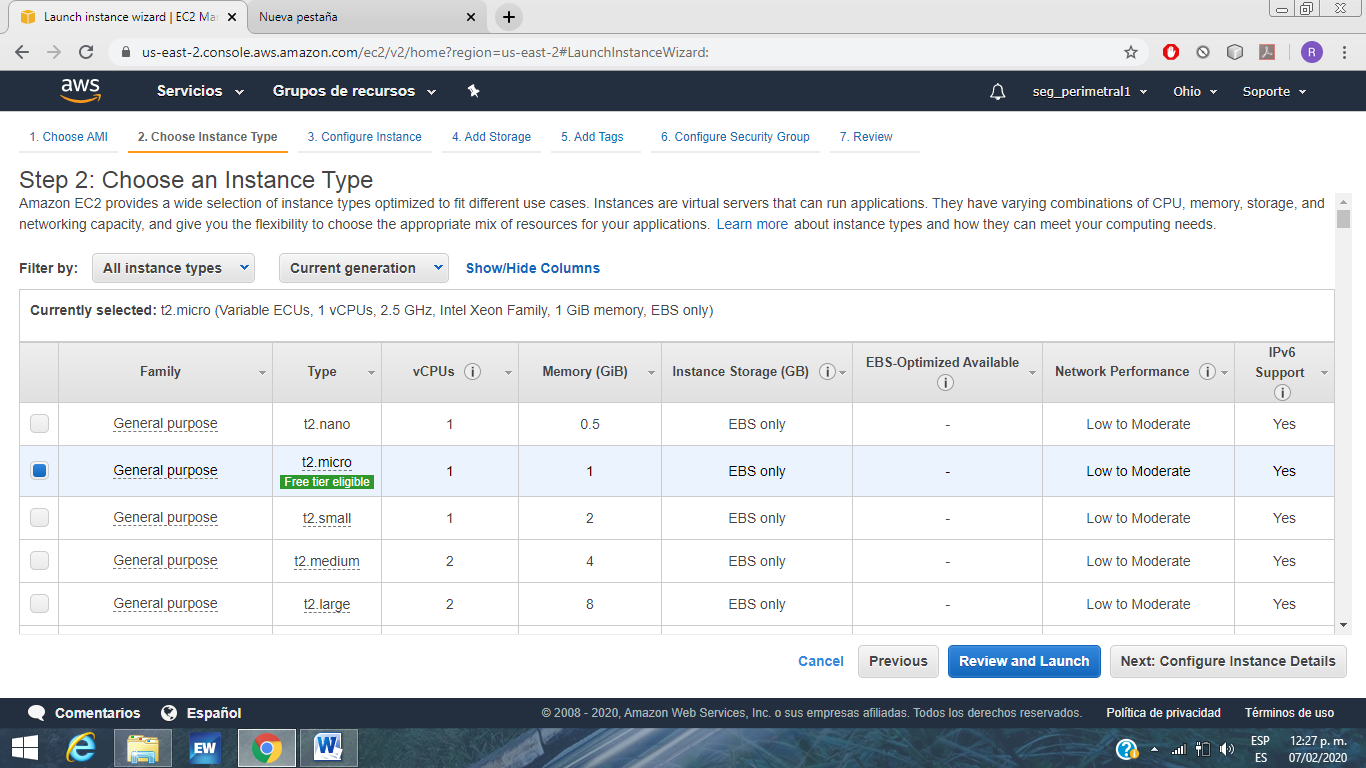 Launch instance wizard | EC2 Mar
Nueva pestaña
us-east-2.console.aws.amazon.com/ec2/v2/home?region=us-east-2#LaunchInstanceWizard:
R
aws
Servicios
Grupos de recursos
seg_perimetral1
Ohio
Soporte
1. Choose AMI
2. Choose Instance Type
3. Configure Instance
4. Add Storage
5. Add Tags
6. Configure Security Group
7. Review
Step 2: Choose an Instance Type
Amazon EC2 provides a wide selection of instance types optimized to fit different use cases. Instances are virtual servers that can run applications. They have varying combinations of CPU, memory, storage, and
networking capacity, and give you the flexibility to choose the appropriate mix of resources for your applications. Learn more about instance types and how they can meet your computing needs.
Filter by: All instance types Current generation Show/Hide Columns
Currently selected: t2.micro (Variable ECUs, 1 vCPUs, 2.5 GHz, Intel Xeon Family, 1 GiB memory, EBS only)
Family Type vCPUs Memory (GiB) Instance Storage (GB) EBS-Optimized Available Network Performance IPv6 Support
General purpose t2.nano 1 0.5 EBS only - Low to Moderate Yes
General purpose t2.micro Free tier eligible 1 1 EBS only - Low to Moderate Yes
General purpose t2.small 1 2 EBS only - Low to Moderate Yes
General purpose t2.medium 2 4 EBS only - Low to Moderate Yes
General purpose t2.large 2 8 EBS only - Low to Moderate Yes
Cancel Previous Review and Launch Next: Configure Instance Details
Comentarios Español © 2008 - 2020, Amazon Web Services, Inc. o sus empresas afiliadas. Todos los derechos reservados. Política de privacidad Términos de uso
EW
W
ESP
ES
12:27 p. m.
07/02/2020